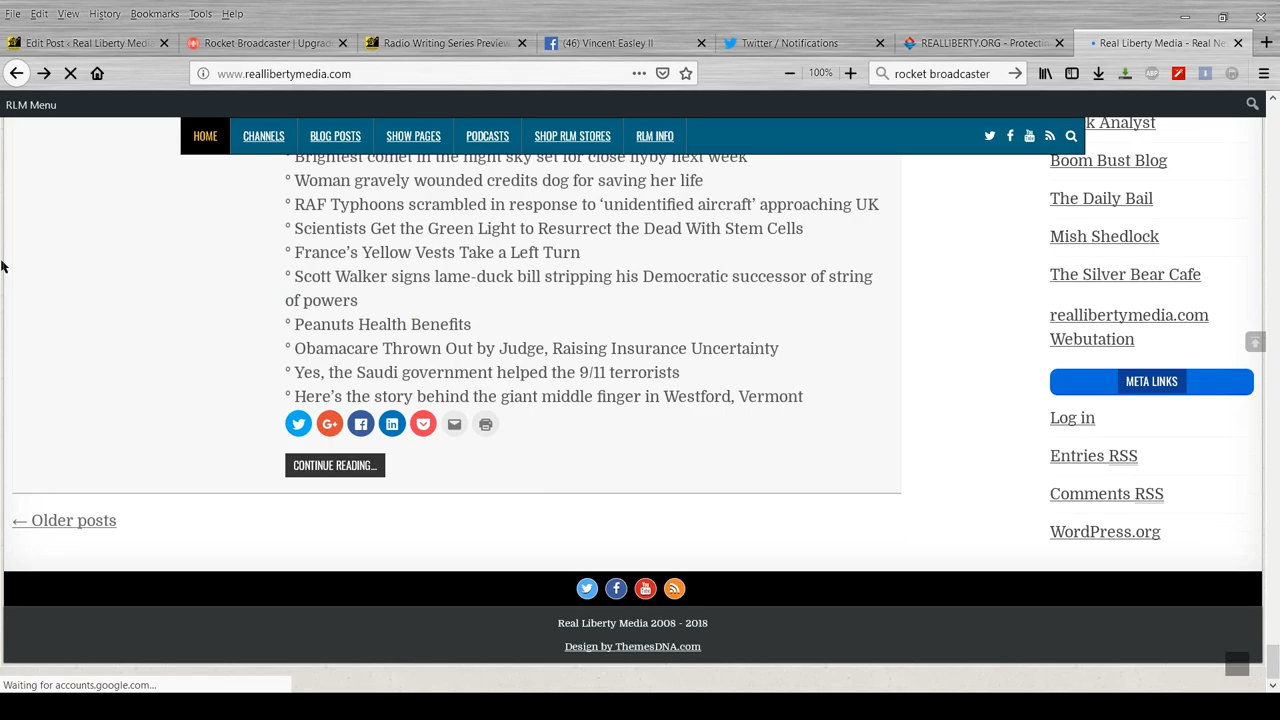 File Edit View History Bookmarks Tools Help
Edit Post - Real Liberty Medi
Rocket Broadcaster | Upgrad
Radio Writing Series Preview
(46) Vincent Easley II
Twitter / Notifications
REALLIBERTY.ORG - Protectin
Real Liberty Media - Real Ne
www.reallibertymedia.com
100%
rocket broadcaster
RLM Menu
HOME CHANNELS BLOG POSTS SHOW PAGES PODCASTS SHOP RLM STORES RLM INFO
° Brightest comet in the night sky set for close flyby next week
° Woman gravely wounded credits dog for saving her life
° RAF Typhoons scrambled in response to ‘unidentified aircraft’ approaching UK
° Scientists Get the Green Light to Resurrect the Dead With Stem Cells
° France’s Yellow Vests Take a Left Turn
° Scott Walker signs lame-duck bill stripping his Democratic successor of string
of powers
° Peanuts Health Benefits
° Obamacare Thrown Out by Judge, Raising Insurance Uncertainty
° Yes, the Saudi government helped the 9/11 terrorists
° Here’s the story behind the giant middle finger in Westford, Vermont
CONTINUE READING...
← Older posts
k Analyst
Boom Bust Blog
The Daily Bail
Mish Shedlock
The Silver Bear Cafe
reallibertymedia.com
Webutation
META LINKS
Log in
Entries RSS
Comments RSS
WordPress.org
Real Liberty Media 2008 - 2018
Design by ThemesDNA.com
Waiting for accounts.google.com...